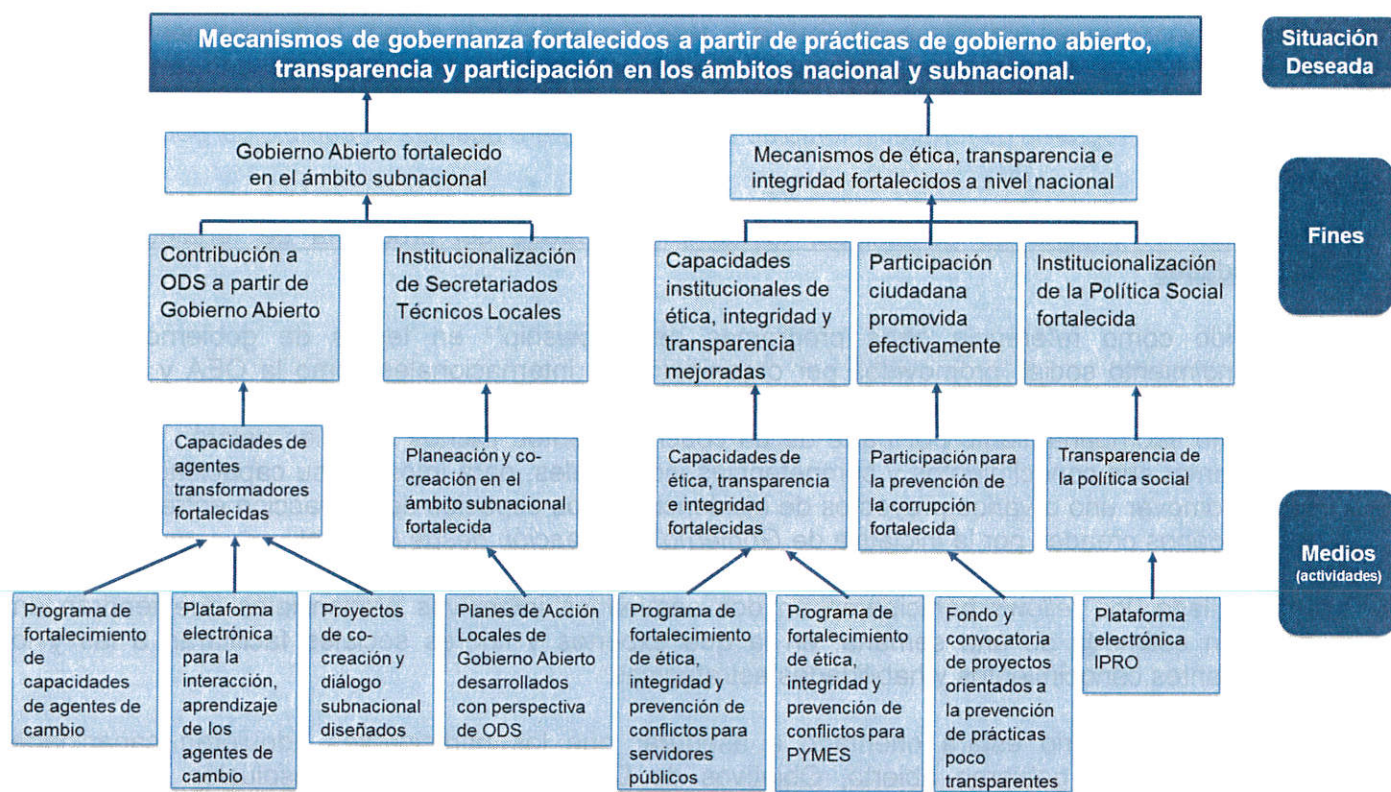 Mecanismos de gobernanza fortalecidos a partir de prácticas de gobierno abierto,
transparencia y participación en los ámbitos nacional y subnacional.
Situación
Deseada
Gobierno Abierto fortalecido
en el ámbito subnacional
Mecanismos de ética, transparencia e
integridad fortalecidos a nivel nacional
Fines
Contribución a
ODS a partir de
Gobierno Abierto
Institucionalización
de Secretariados
Técnicos Locales
Capacidades
institucionales de
ética, integridad y
transparencia
mejoradas
Participación
ciudadana
promovida
efectivamente
Institucionalización
de la Política Social
fortalecida
Capacidades de
agentes
transformadores
fortalecidas
Planeación y co-
creación en el
ámbito subnacional
fortalecida
Capacidades de
ética, transparencia
e integridad
fortalecidas
Participación para
la prevención de
la corrupción
fortalecida
Transparencia de
la política social
Medios
(actividades)
Programa de
fortalecimiento
de
capacidades
de agentes de
cambio
Plataforma
electrónica
para la
interacción,
aprendizaje
de los
agentes de
cambio
Proyectos
de co-
creación y
diálogo
subnacional
diseñados
Planes de Acción
Locales de
Gobierno Abierto
desarrollados
con perspectiva
de ODS
Programa de
fortalecimiento
de ética,
integridad y
prevención de
conflictos para
servidores
públicos
Programa de
fortalecimiento
de ética,
integridad y
prevención de
conflictos para
PYMES
Fondo y
convocatoria
de proyectos
orientados a
la prevención
de prácticas
poco
transparentes
Plataforma
electrónica
IPRO